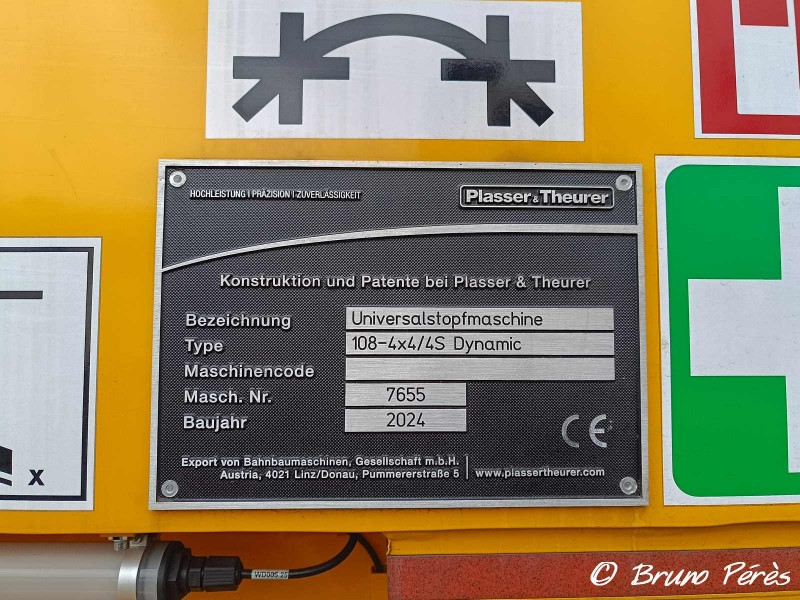 HOCHLEISTUNG | PRÄZISION | ZUVERLÄSSIGKEIT
Plasser & Theurer
Konstruktion und Patente bei Plasser & Theurer
Bezeichnung Universalstopfmaschine
Type 108-4x4/4S Dynamic
Maschinencode
Masch. Nr. 7655
Baujahr 2024
CE
Export von Bahnbaumaschinen, Gesellschaft m.b.H.
Austria, 4021 Linz/Donau, Pummererstraße 5
www.plassertheurer.com
x
WD085.25
© Bruno Pérès